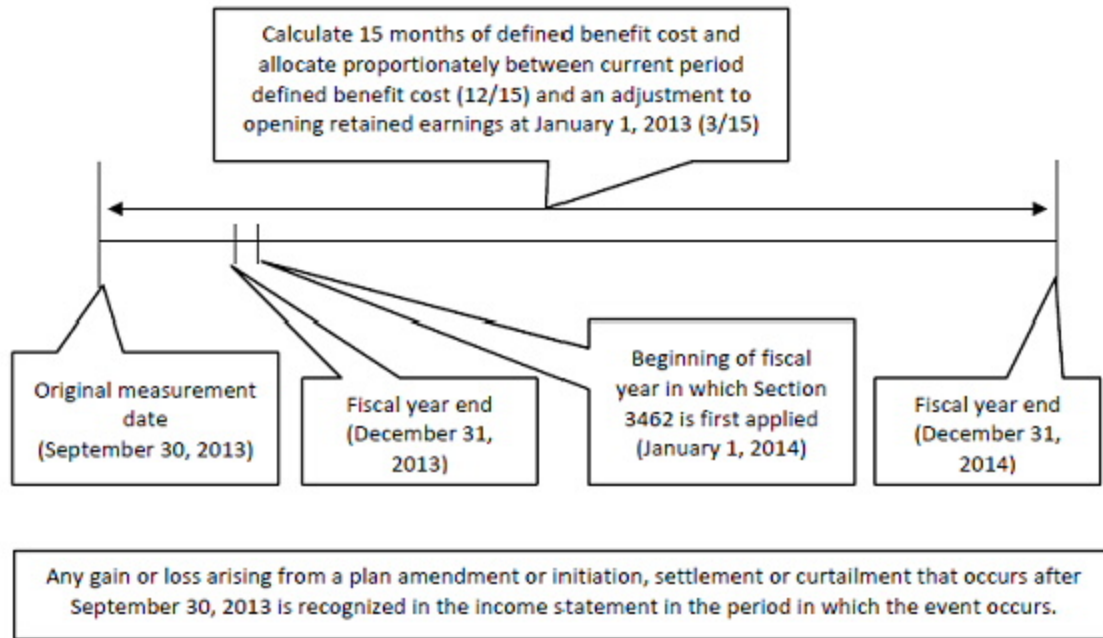 Calculate 15 months of defined benefit cost and
allocate proportionately between current period
defined benefit cost (12/15) and an adjustment to
opening retained earnings at January 1, 2013 (3/15)
Original measurement
date
(September 30, 2013)
Fiscal year end
(December 31,
2013)
Beginning of fiscal
year in which Section
3462 is first applied
(January 1, 2014)
Fiscal year end
(December 31,
2014)
Any gain or loss arising from a plan amendment or initiation, settlement or curtailment that occurs after
September 30, 2013 is recognized in the income statement in the period in which the event occurs.